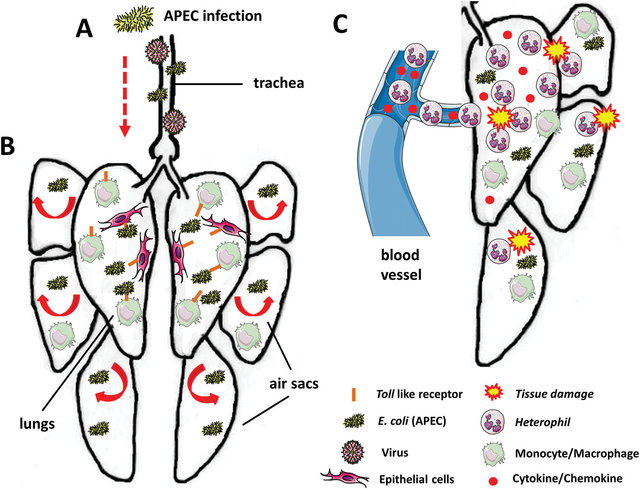 A
APEC infection
trachea
B
lungs
air sacs
C
blood
vessel
Toll like receptor
E. coli (APEC)
Virus
Epithelial cells
Tissue damage
Heterophil
Monocyte/Macrophage
Cytokine/Chemokine